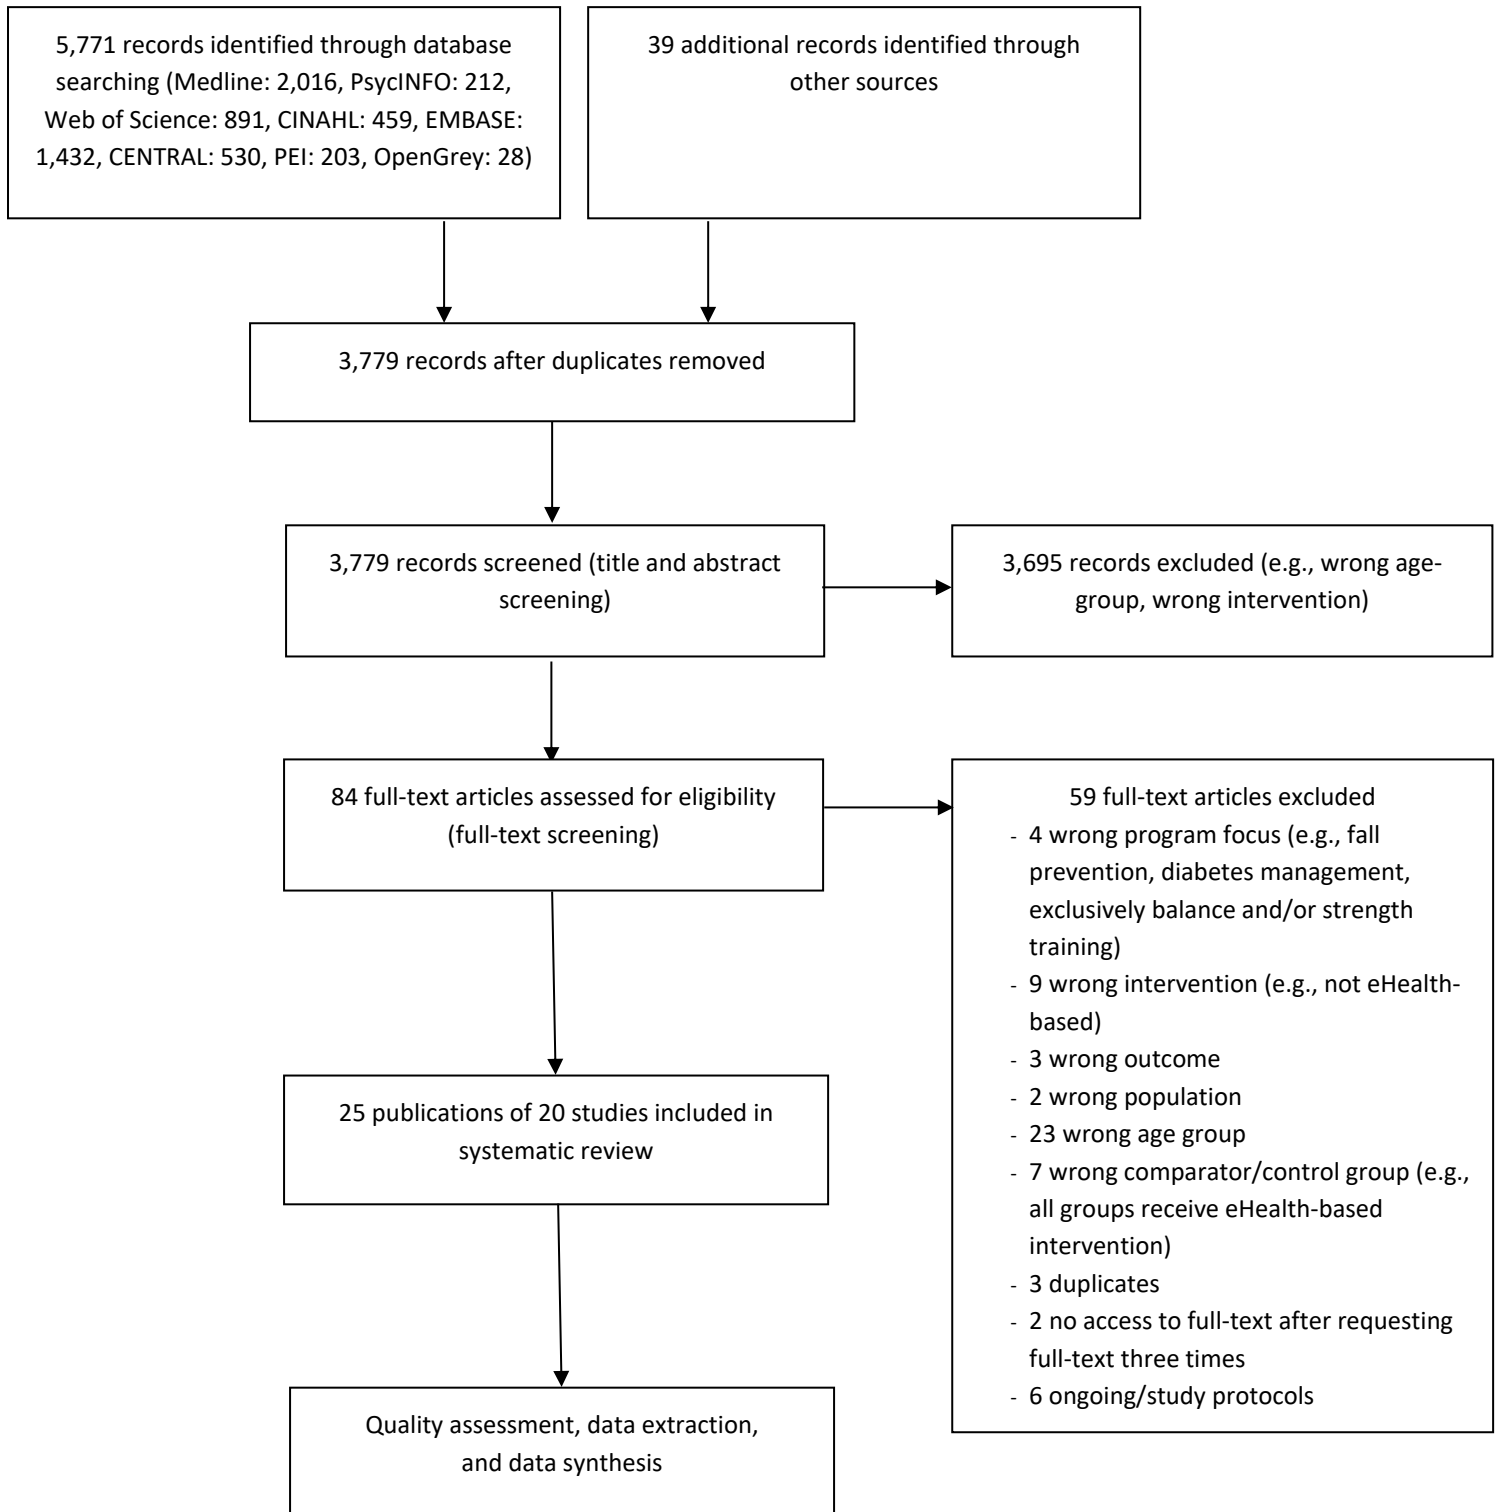 5,771 records identified through database
searching (Medline: 2,016, PsycINFO: 212,
Web of Science: 891, CINAHL: 459, EMBASE:
1,432, CENTRAL: 530, PEI: 203, OpenGrey: 28)
39 additional records identified through
other sources
3,779 records after duplicates removed
3,779 records screened (title and abstract
screening)
3,695 records excluded (e.g., wrong age-
group, wrong intervention)
84 full-text articles assessed for eligibility
(full-text screening)
59 full-text articles excluded
- 4 wrong program focus (e.g., fall
prevention, diabetes management,
exclusively balance and/or strength
training)
- 9 wrong intervention (e.g., not eHealth-
based)
- 3 wrong outcome
- 2 wrong population
- 23 wrong age group
- 7 wrong comparator/control group (e.g.,
all groups receive eHealth-based
intervention)
- 3 duplicates
- 2 no access to full-text after requesting
full-text three times
- 6 ongoing/study protocols
25 publications of 20 studies included in
systematic review
Quality assessment, data extraction,
and data synthesis